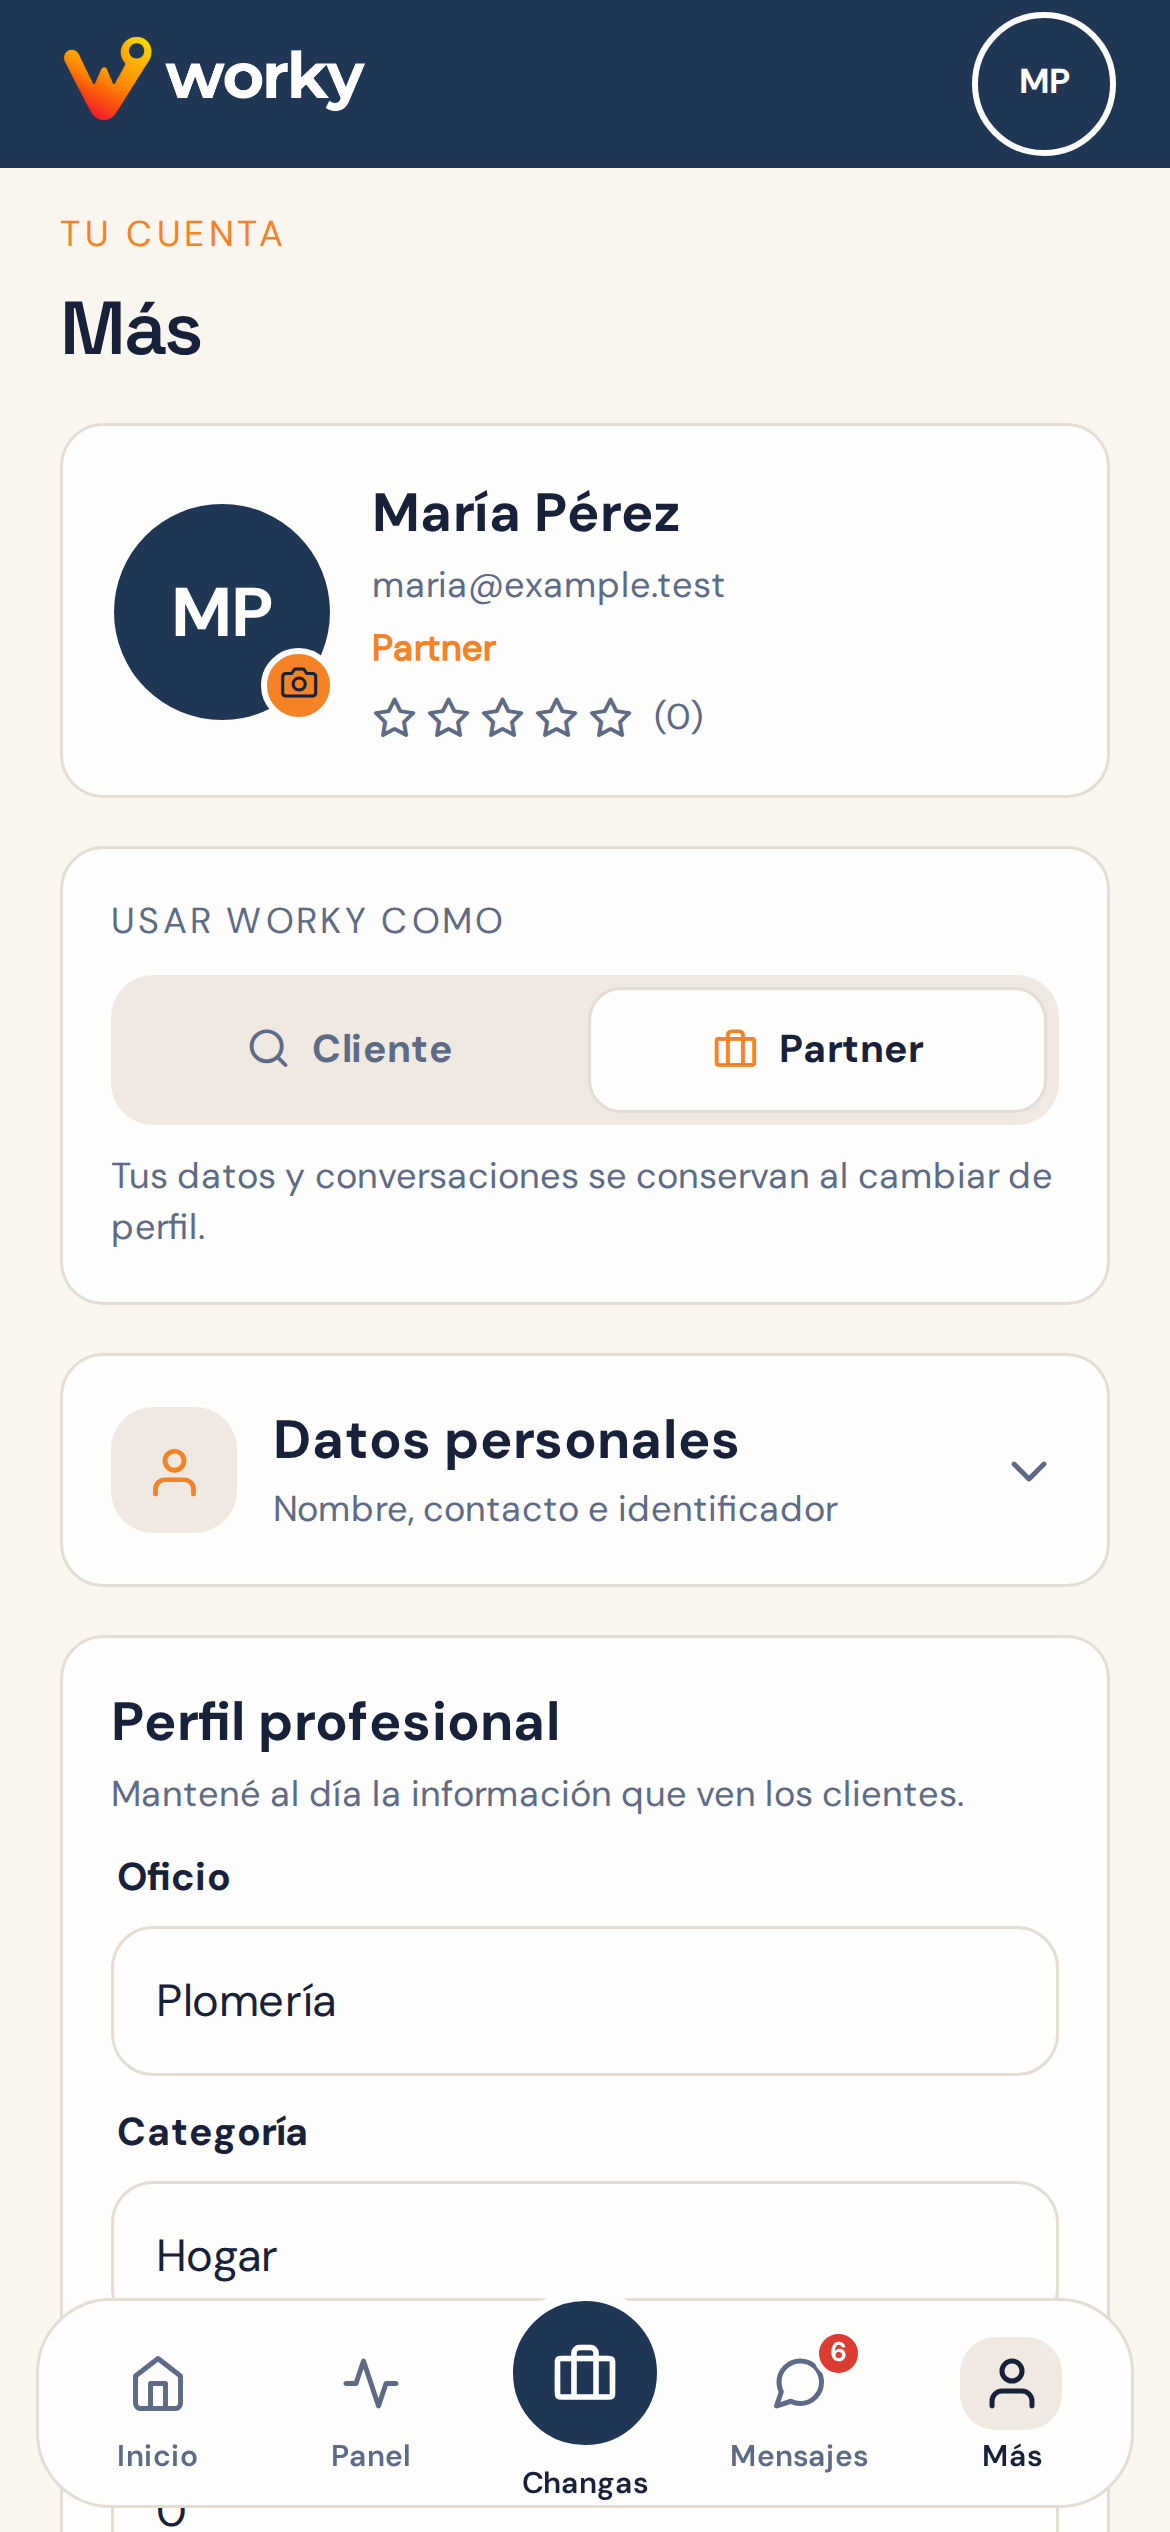 worky
MP
TU CUENTA
Más
MP
María Pérez
maria@example.test
Partner
(0)
USAR WORKY COMO
Cliente
Partner
Tus datos y conversaciones se conservan al cambiar de
perfil.
Datos personales
Nombre, contacto e identificador
Perfil profesional
Mantené al día la información que ven los clientes.
Oficio
Plomería
Categoría
Hogar
6
Inicio
Panel
Changas
Mensajes
Más